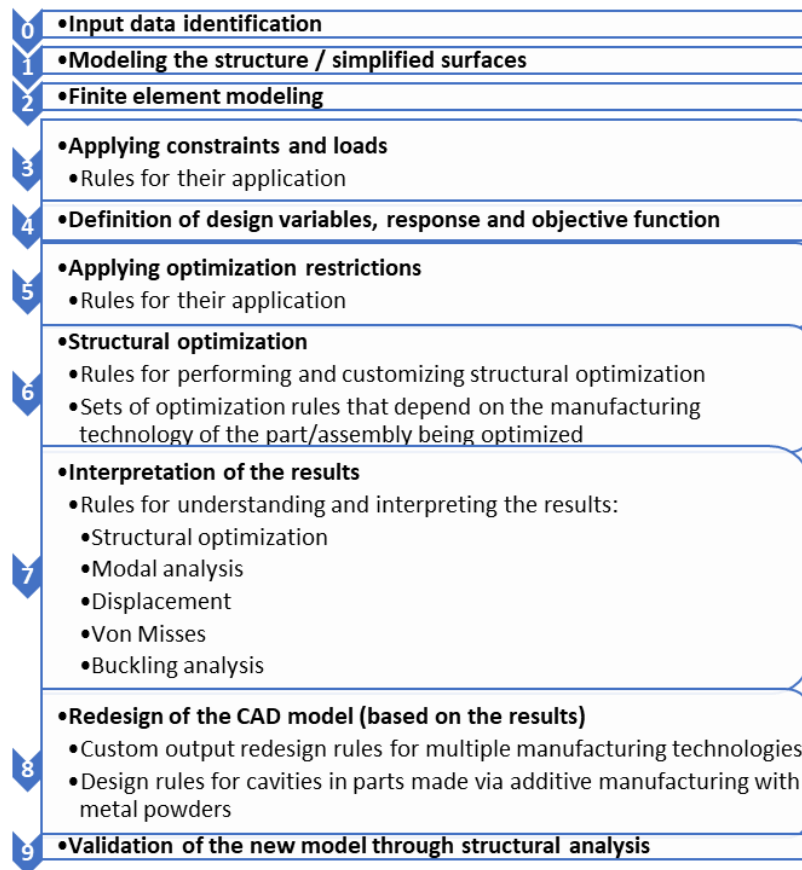 0
•Input data identification
1
•Modeling the structure / simplified surfaces
2
•Finite element modeling
3
•Applying constraints and loads
•Rules for their application
4
•Definition of design variables, response and objective function
5
•Applying optimization restrictions
•Rules for their application
6
•Structural optimization
•Rules for performing and customizing structural optimization
•Sets of optimization rules that depend on the manufacturing
technology of the part/assembly being optimized
7
•Interpretation of the results
•Rules for understanding and interpreting the results:
•Structural optimization
•Modal analysis
•Displacement
•Von Misses
•Buckling analysis
8
•Redesign of the CAD model (based on the results)
•Custom output redesign rules for multiple manufacturing technologies
•Design rules for cavities in parts made via additive manufacturing with
metal powders
9
•Validation of the new model through structural analysis